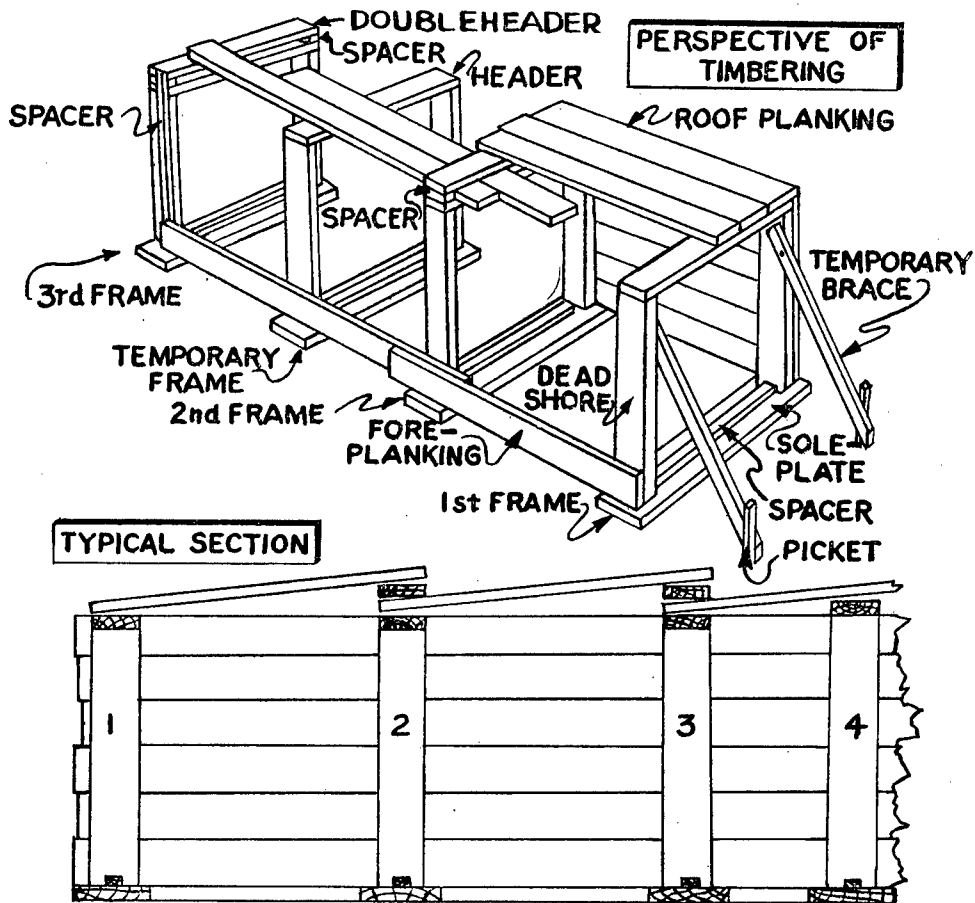 DOUBLEHEADER
SPACER
HEADER
PERSPECTIVE OF
TIMBERING
SPACER
ROOF PLANKING
SPACER
3rd FRAME
TEMPORARY
BRACE
TEMPORARY
FRAME
2nd FRAME
DEAD
SHORE
FORE-
PLANKING
SOLE-
PLATE
1st FRAME
SPACER
PICKET
TYPICAL SECTION
1
2
3
4